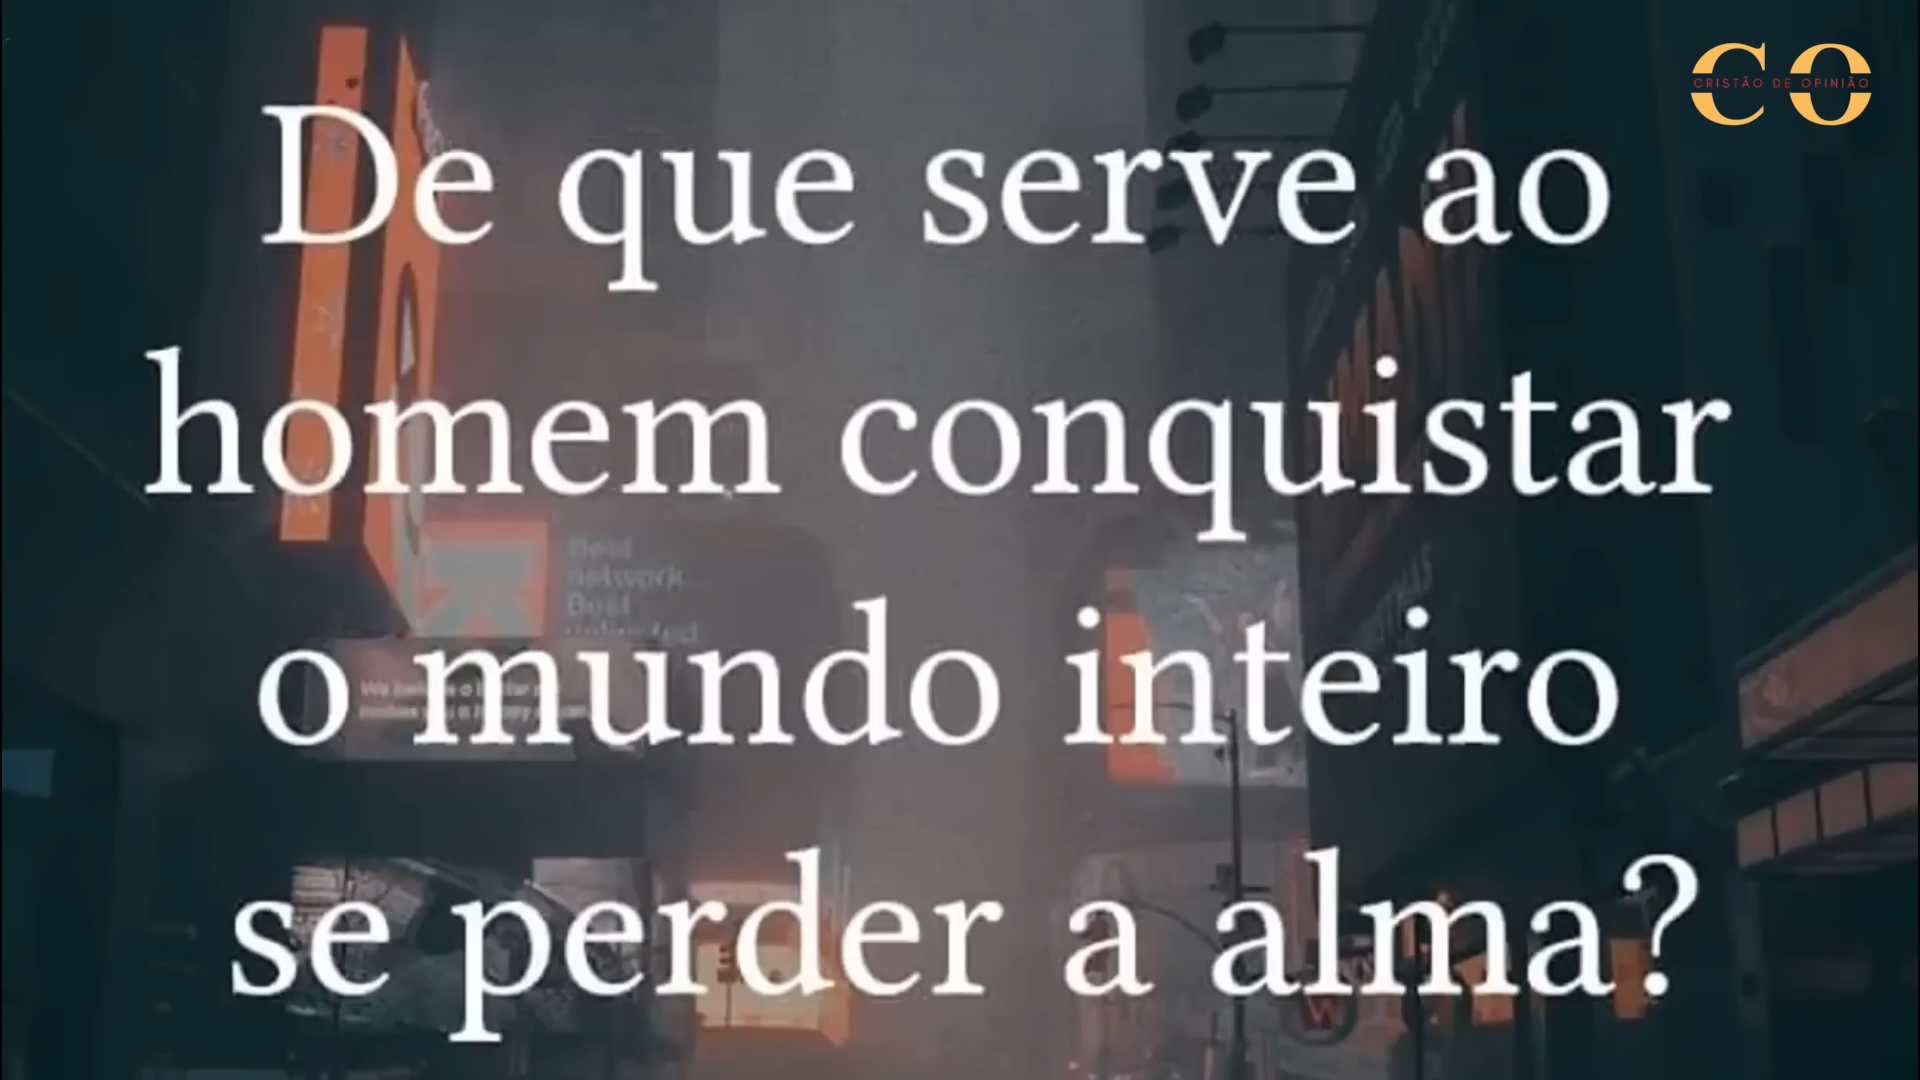 CO
CRISTÃO DE OPINIÃO
De que serve ao
homem conquistar
o mundo inteiro
se perder a alma?
Best
network.
Best
W